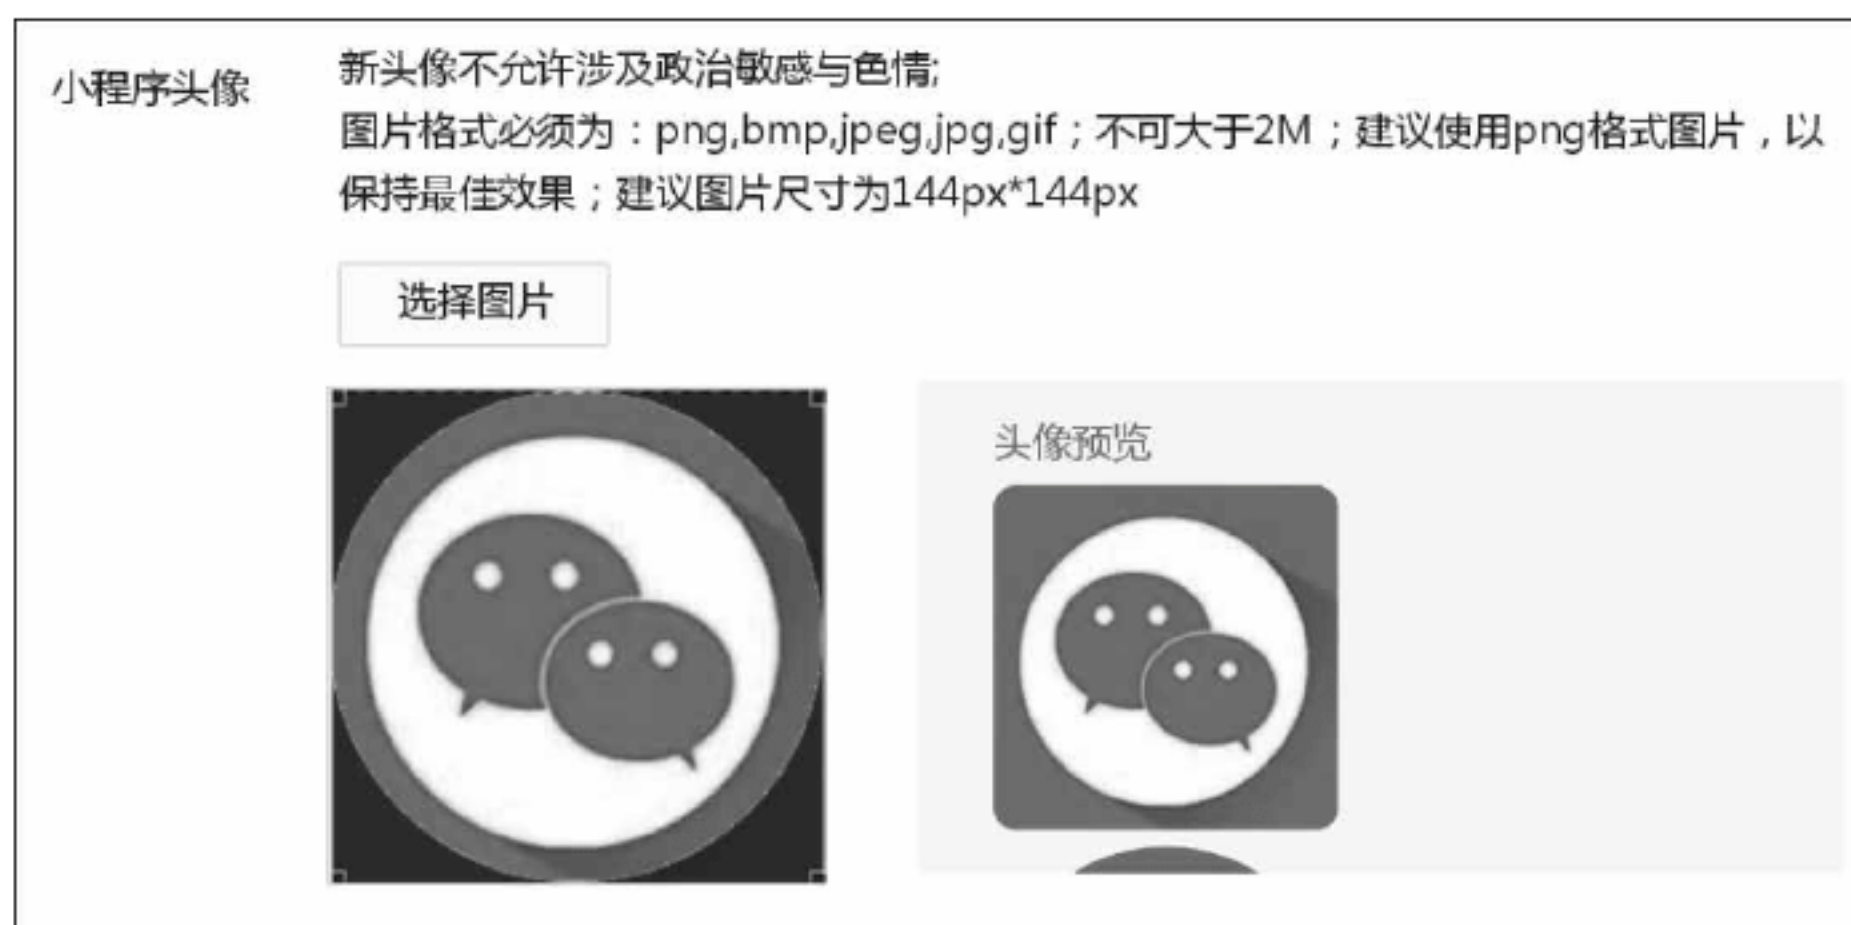 小程序头像
新头像不允许涉及政治敏感与色情;
图片格式必须为：png,bmp,jpeg,jpg,gif；不可大于2M；建议使用png格式图片，以
保持最佳效果；建议图片尺寸为144px*144px
选择图片
头像预览